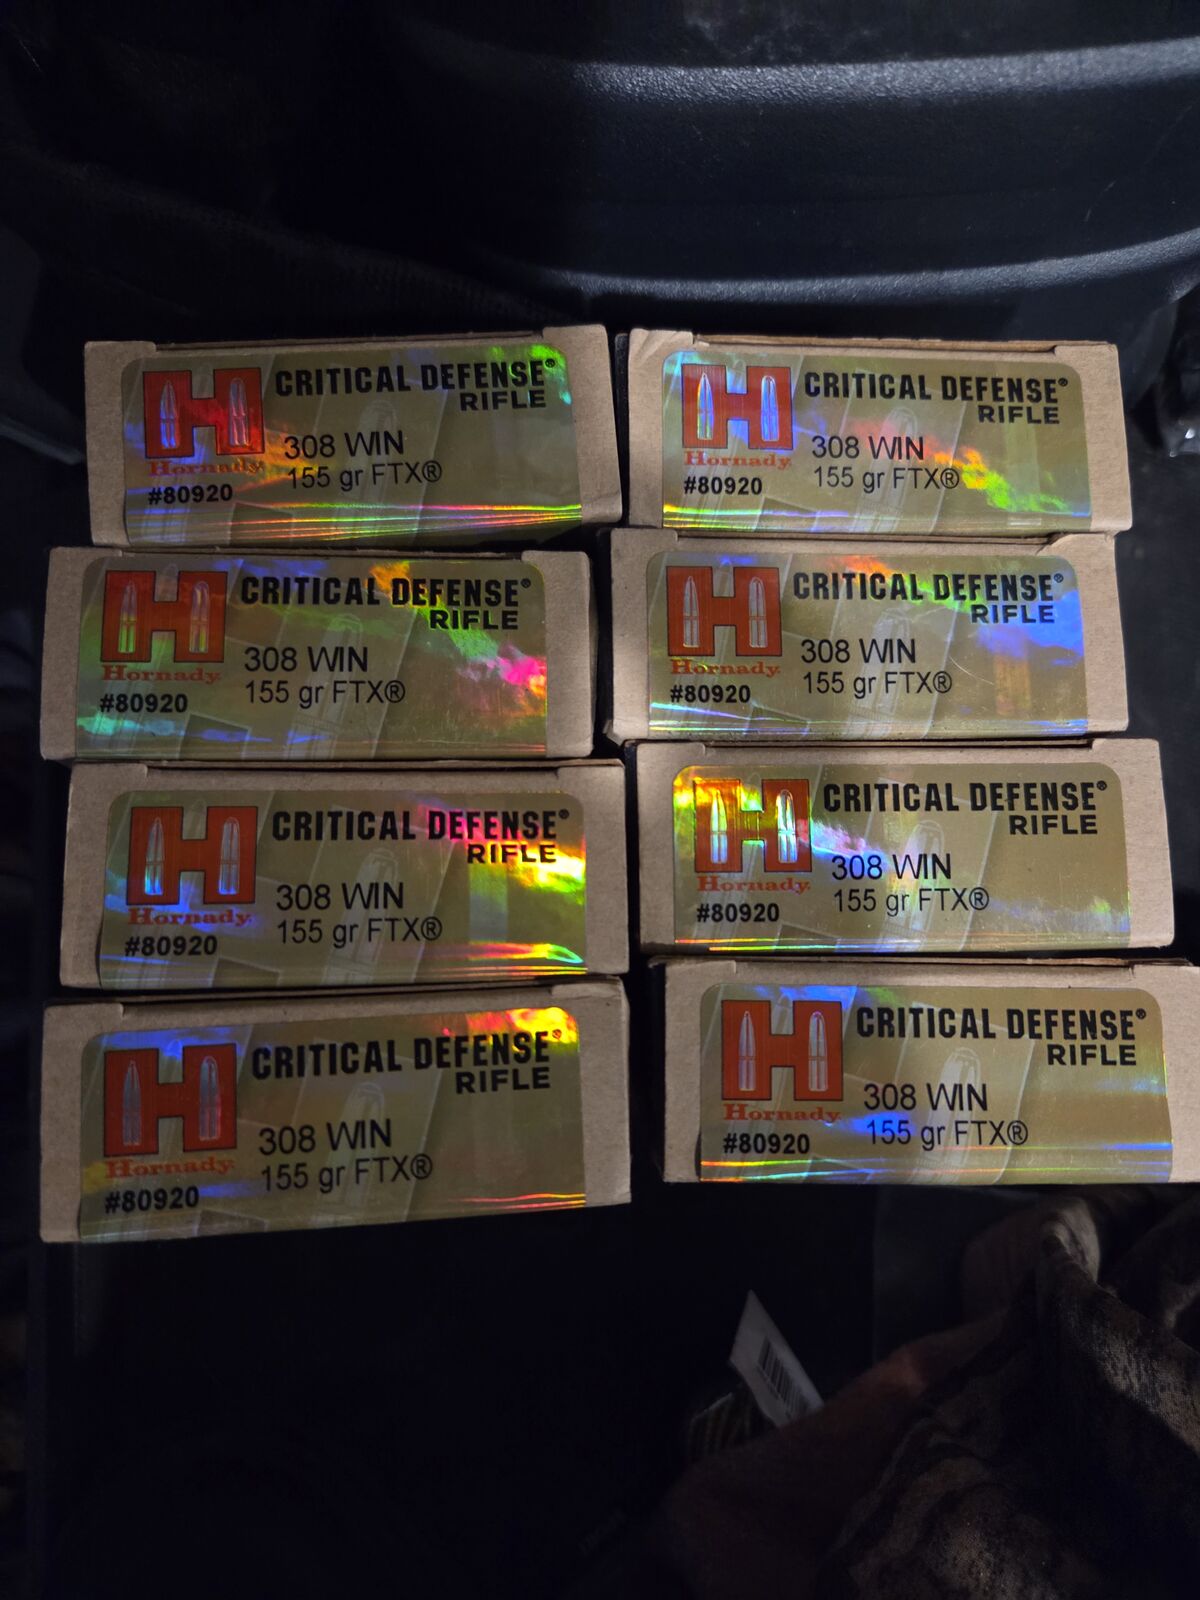 CRITICAL DEFENSE®
RIFLE
308 WIN
155 gr FTX®
Hornady
#80920
CRITICAL DEFENSE®
RIFLE
308 WIN
155 gr FTX®
Hornady
#80920
CRITICAL DEFENSE®
RIFLE
308 WIN
155 gr FTX®
Hornady
#80920
CRITICAL DEFENSE®
RIFLE
308 WIN
155 gr FTX®
Hornady
#80920
CRITICAL DEFENSE®
RIFLE
308 WIN
155 gr FTX®
Hornady
#80920
CRITICAL DEFENSE®
RIFLE
308 WIN
155 gr FTX®
Hornady
#80920
CRITICAL DEFENSE®
RIFLE
308 WIN
155 gr FTX®
Hornady
#80920
CRITICAL DEFENSE®
RIFLE
308 WIN
155 gr FTX®
Hornady
#80920